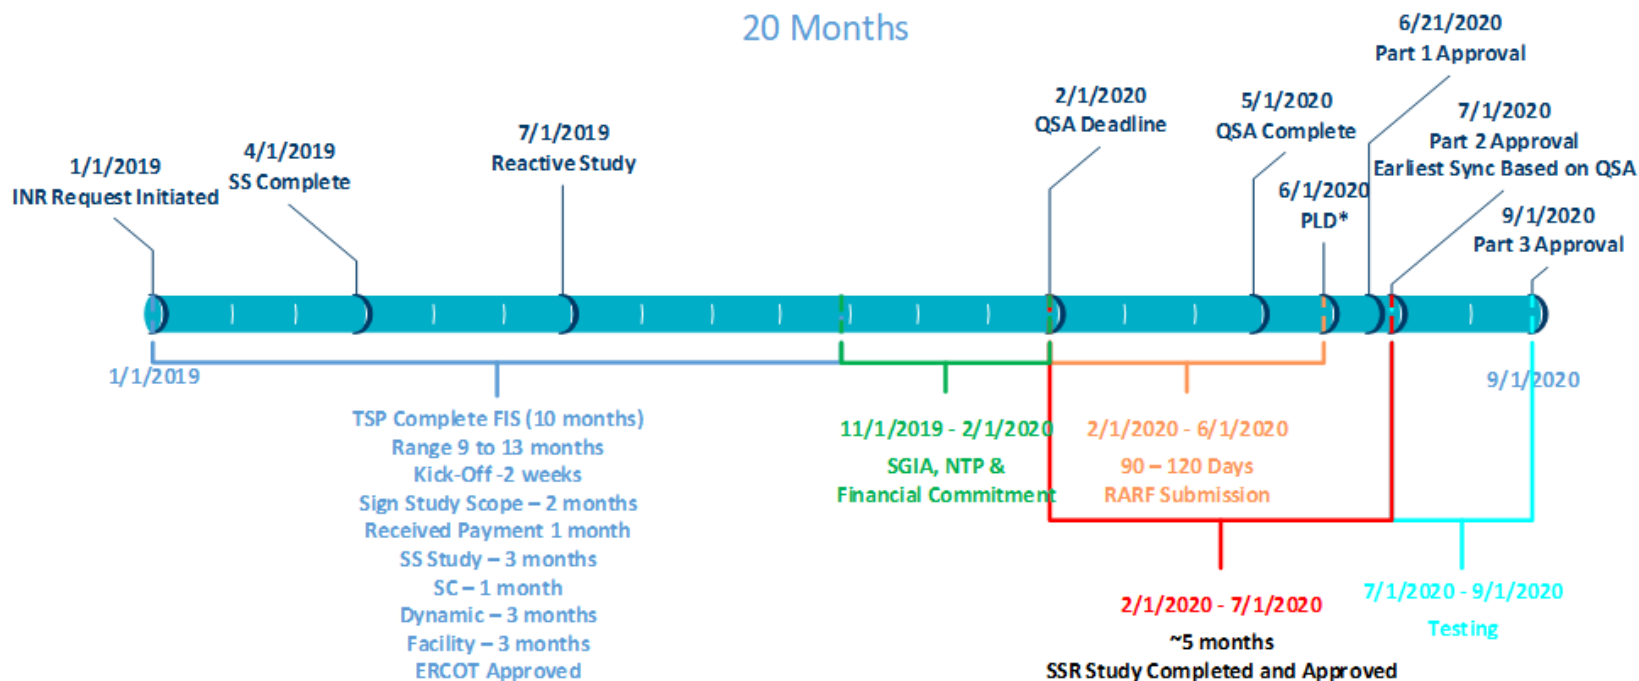 20 Months
1/1/2019
INR Request Initiated
4/1/2019
SS Complete
7/1/2019
Reactive Study
2/1/2020
QSA Deadline
5/1/2020
QSA Complete
6/1/2020
PLD*
6/21/2020
Part 1 Approval
7/1/2020
Part 2 Approval
Earliest Sync Based on QSA
9/1/2020
Part 3 Approval
1/1/2019
9/1/2020
TSP Complete FIS (10 months)
Range 9 to 13 months
Kick-Off -2 weeks
Sign Study Scope – 2 months
Received Payment 1 month
SS Study – 3 months
SC – 1 month
Dynamic – 3 months
Facility – 3 months
ERCOT Approved
11/1/2019 - 2/1/2020
SGIA, NTP &
Financial Commitment
2/1/2020 - 6/1/2020
90 – 120 Days
RARF Submission
2/1/2020 - 7/1/2020
~5 months
SSR Study Completed and Approved
7/1/2020 - 9/1/2020
Testing